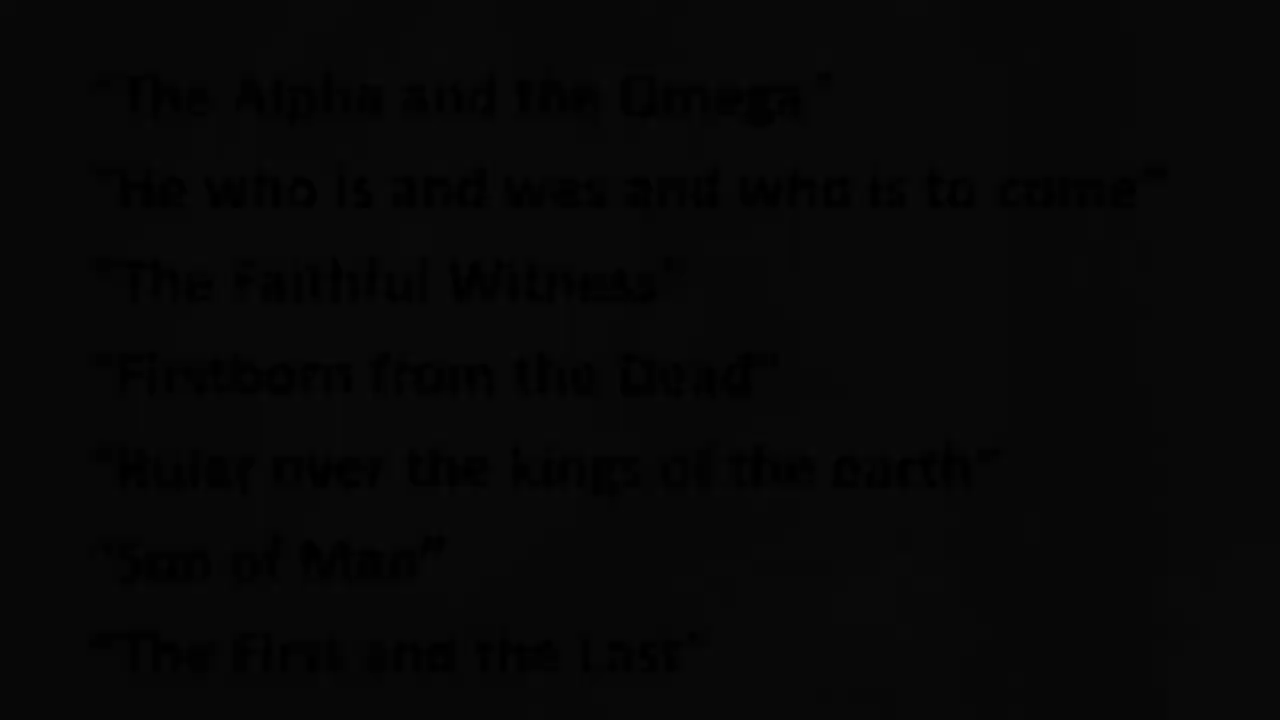 "The Alpha and the Omega"
"He who is and was and who is to come"
"The Faithful Witness"
"Firstborn from the Dead"
"Ruler over the kings of the earth"
"Son of Man"
"The First and the Last"